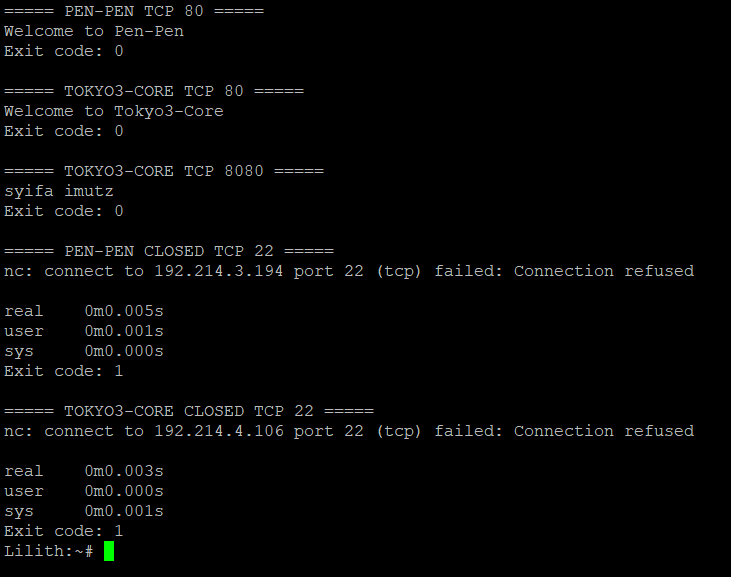 ===== PEN-PEN TCP 80 =====
Welcome to Pen-Pen
Exit code: 0
===== TOKYO3-CORE TCP 80 =====
Welcome to Tokyo3-Core
Exit code: 0
===== TOKYO3-CORE TCP 8080 =====
syifa imutz
Exit code: 0
===== PEN-PEN CLOSED TCP 22 =====
nc: connect to 192.214.3.194 port 22 (tcp) failed: Connection refused
real    0m0.005s
user    0m0.001s
sys     0m0.000s
Exit code: 1
===== TOKYO3-CORE CLOSED TCP 22 =====
nc: connect to 192.214.4.106 port 22 (tcp) failed: Connection refused
real    0m0.003s
user    0m0.000s
sys     0m0.001s
Exit code: 1
Lilith:~#